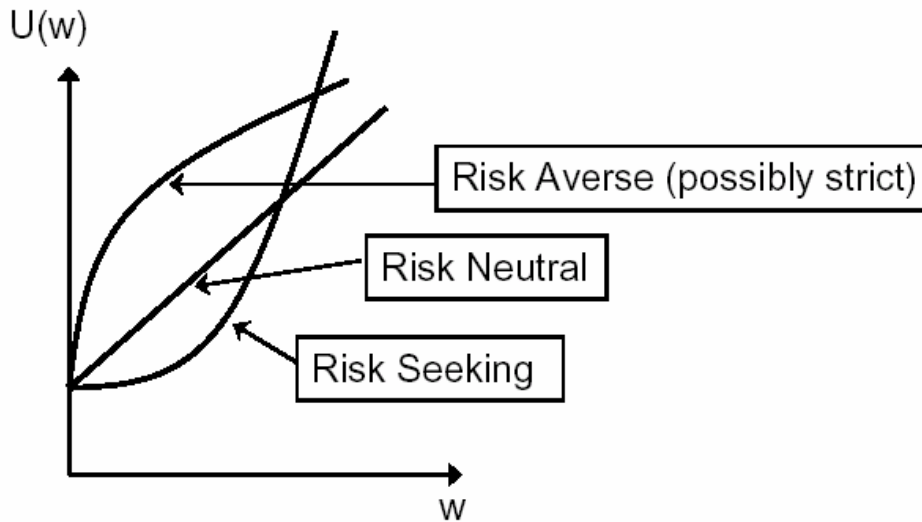 U(w)
Risk Averse (possibly strict)
Risk Neutral
Risk Seeking
w